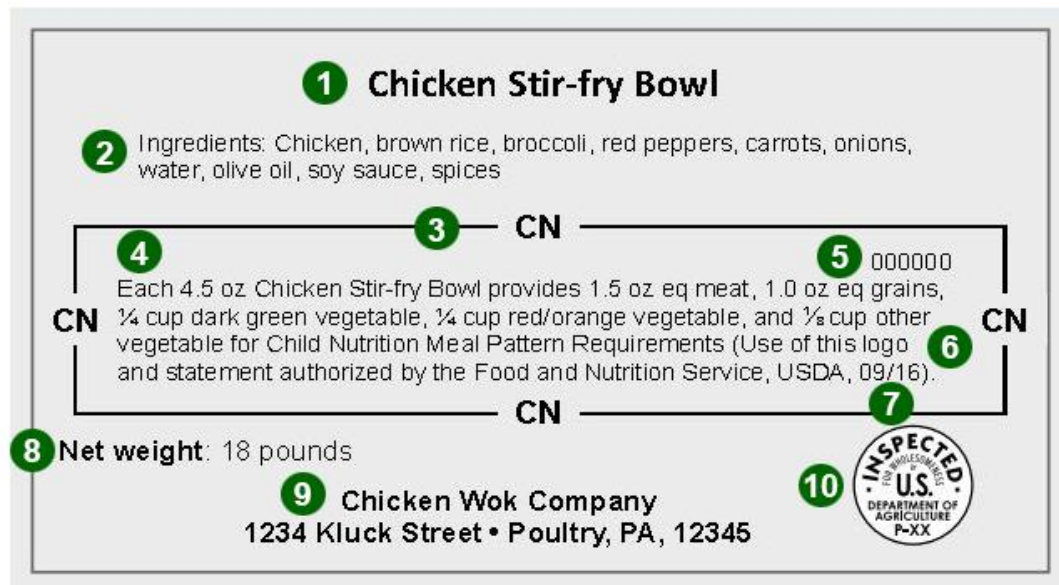 1 Chicken Stir-fry Bowl
2 Ingredients: Chicken, brown rice, broccoli, red peppers, carrots, onions,
water, olive oil, soy sauce, spices
3 CN
4
5 000000
Each 4.5 oz Chicken Stir-fry Bowl provides 1.5 oz eq meat, 1.0 oz eq grains,
CN ¼ cup dark green vegetable, ¼ cup red/orange vegetable, and ⅛ cup other CN
vegetable for Child Nutrition Meal Pattern Requirements (Use of this logo 6
and statement authorized by the Food and Nutrition Service, USDA, 09/16).
7
CN
8 Net weight: 18 pounds
9 Chicken Wok Company
1234 Kluck Street • Poultry, PA, 12345
10
INSPECTED
FOR WHOLESOMENESS
BY
U.S.
DEPARTMENT OF
AGRICULTURE
P-XX